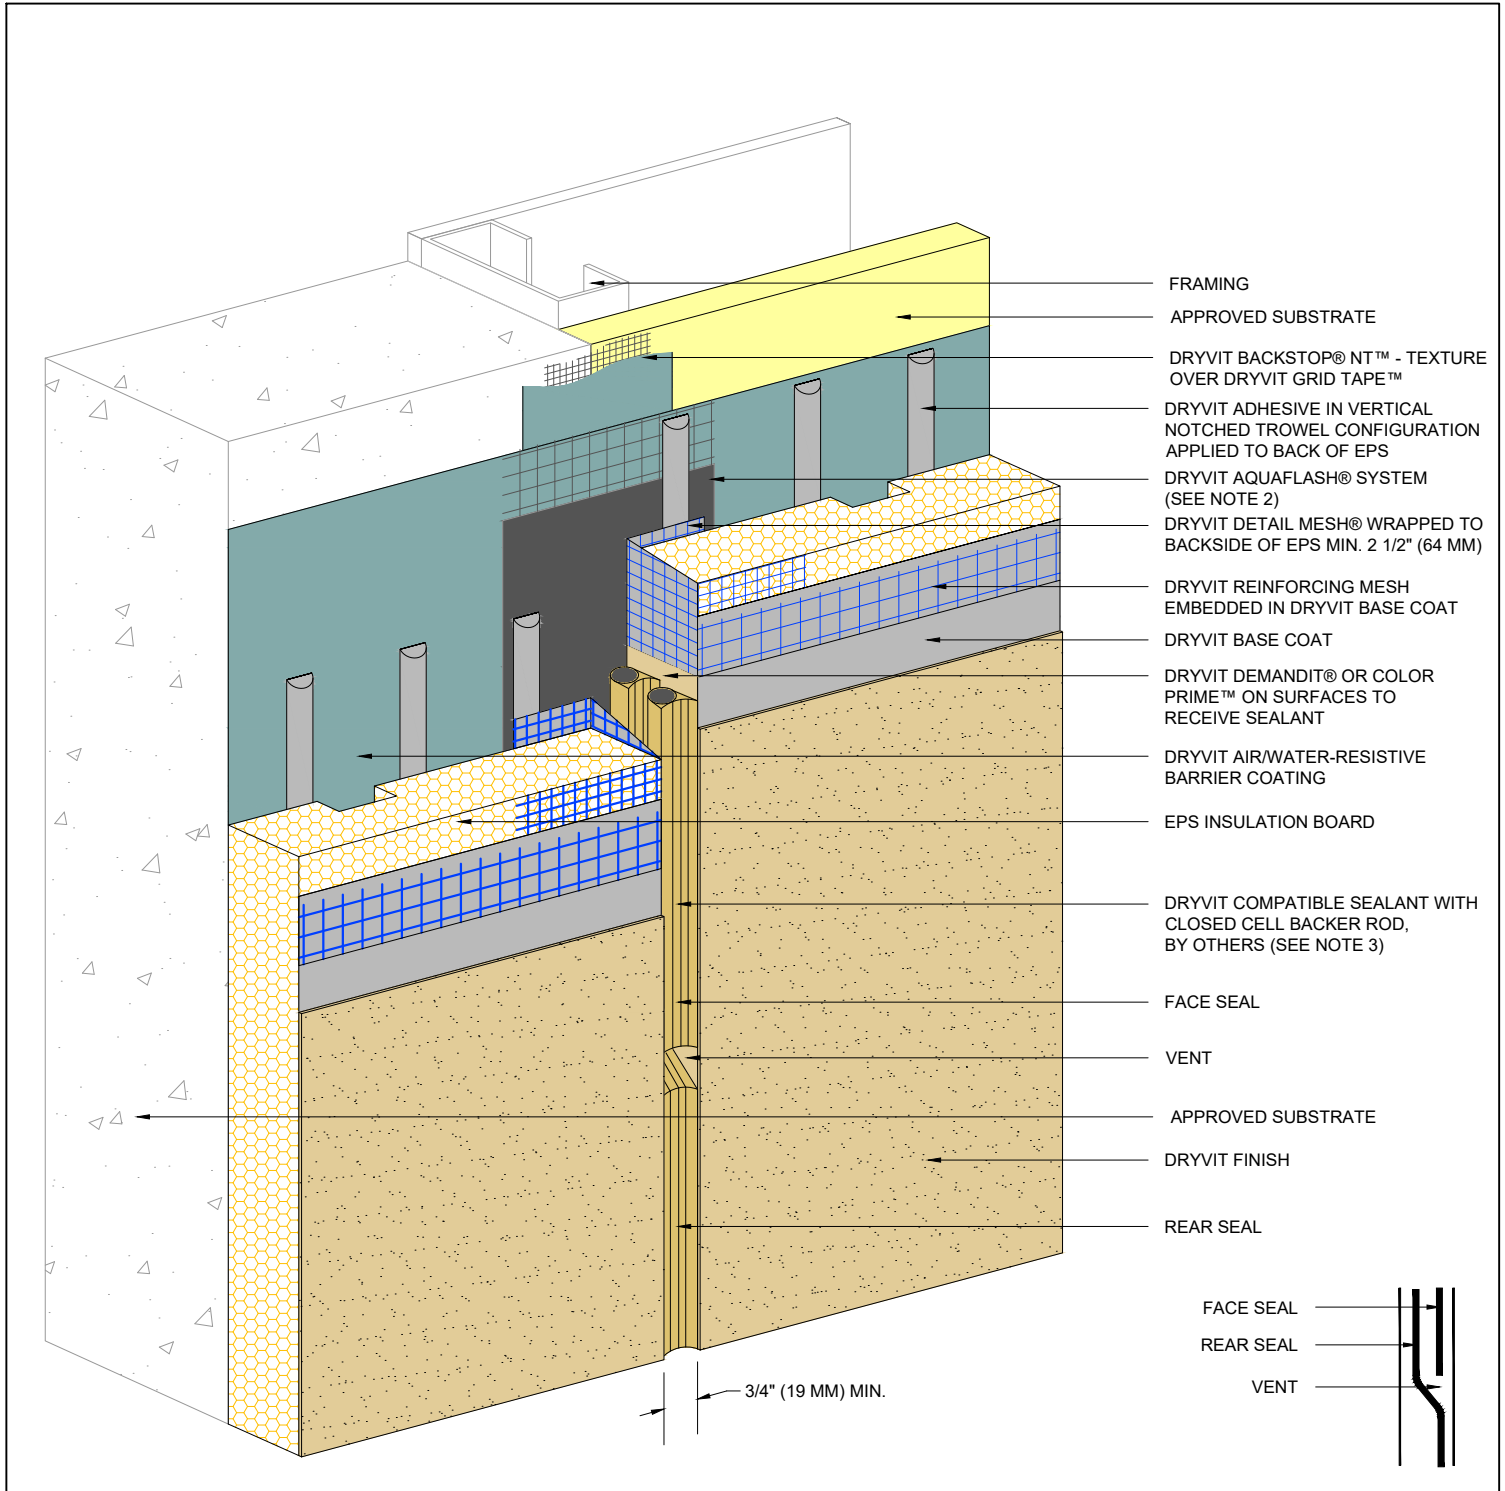 FRAMING
APPROVED SUBSTRATE
DRYVIT BACKSTOP® NT™ - TEXTURE
OVER DRYVIT GRID TAPE™
DRYVIT ADHESIVE IN VERTICAL
NOTCHED TROWEL CONFIGURATION
APPLIED TO BACK OF EPS
DRYVIT AQUAFLASH® SYSTEM
(SEE NOTE 2)
DRYVIT DETAIL MESH® WRAPPED TO
BACKSIDE OF EPS MIN. 2 1/2" (64 MM)
DRYVIT REINFORCING MESH
EMBEDDED IN DRYVIT BASE COAT
DRYVIT BASE COAT
DRYVIT DEMANDIT® OR COLOR
PRIME™ ON SURFACES TO
RECEIVE SEALANT
DRYVIT AIR/WATER-RESISTIVE
BARRIER COATING
EPS INSULATION BOARD
DRYVIT COMPATIBLE SEALANT WITH
CLOSED CELL BACKER ROD,
BY OTHERS (SEE NOTE 3)
FACE SEAL
VENT
APPROVED SUBSTRATE
DRYVIT FINISH
REAR SEAL
FACE SEAL
REAR SEAL
VENT
3/4" (19 MM) MIN.